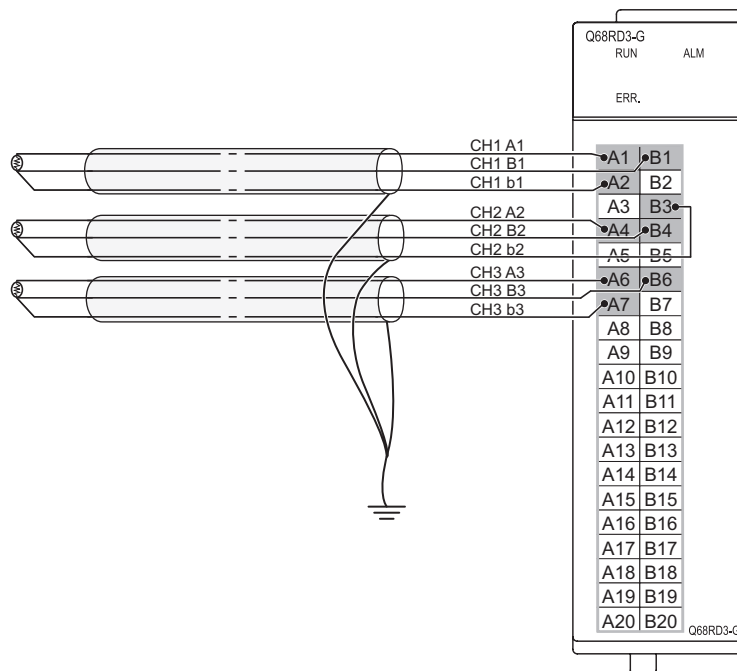 Q68RD3-G
RUN ALM
ERR.
CH1 A1
CH1 B1
CH1 b1
CH2 A2
CH2 B2
CH2 b2
CH3 A3
CH3 B3
CH3 b3
A1 B1
A2 B2
A3 B3
A4 B4
A5 B5
A6 B6
A7 B7
A8 B8
A9 B9
A10 B10
A11 B11
A12 B12
A13 B13
A14 B14
A15 B15
A16 B16
A17 B17
A18 B18
A19 B19
A20 B20
Q68RD3-G